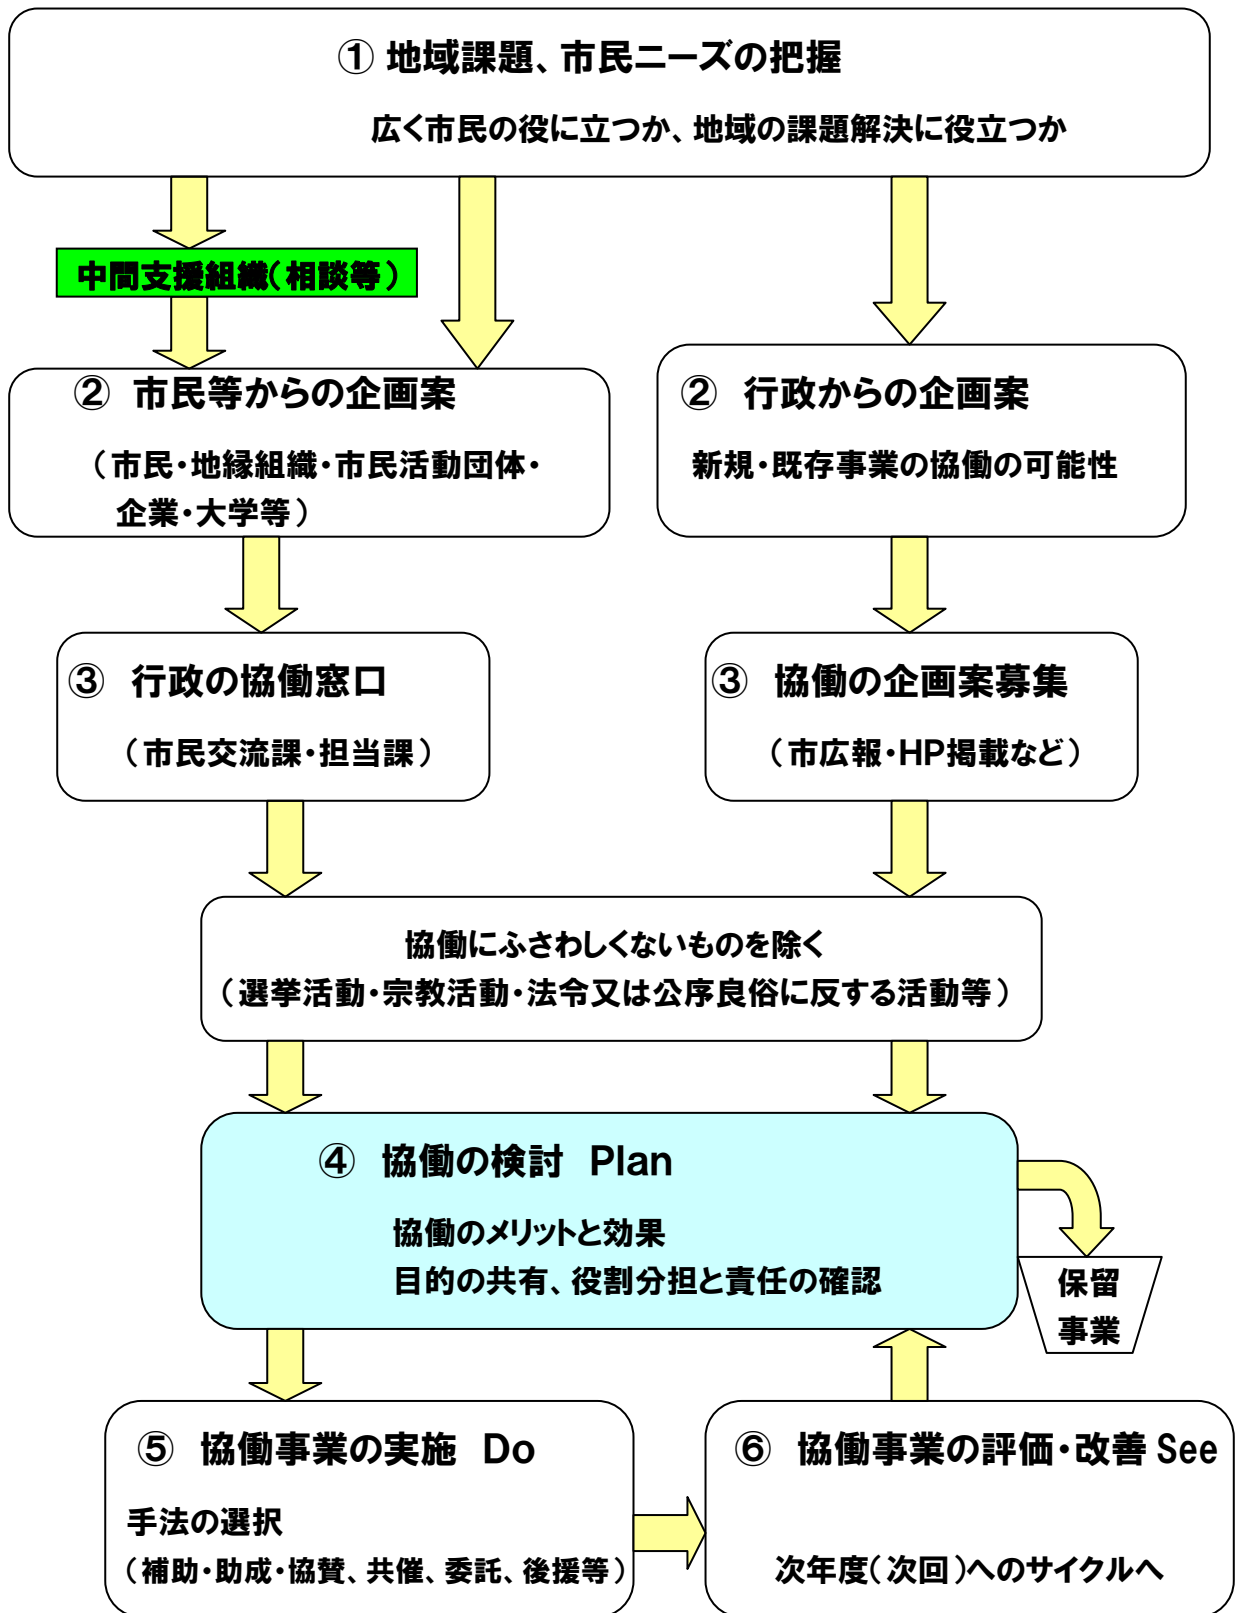 ① 地域課題、市民ニーズの把握
広く市民の役に立つか、地域の課題解決に役立つか
中間支援組織(相談等)
② 市民等からの企画案
(市民・地縁組織・市民活動団体・
企業・大学等)
② 行政からの企画案
新規・既存事業の協働の可能性
③ 行政の協働窓口
(市民交流課・担当課)
③ 協働の企画案募集
(市広報・HP掲載など)
協働にふさわしくないものを除く
(選挙活動・宗教活動・法令又は公序良俗に反する活動等)
④ 協働の検討 Plan
協働のメリットと効果
目的の共有、役割分担と責任の確認
保留
事業
⑤ 協働事業の実施 Do
手法の選択
(補助・助成・協賛、共催、委託、後援等)
⑥ 協働事業の評価・改善 See
次年度(次回)へのサイクルへ